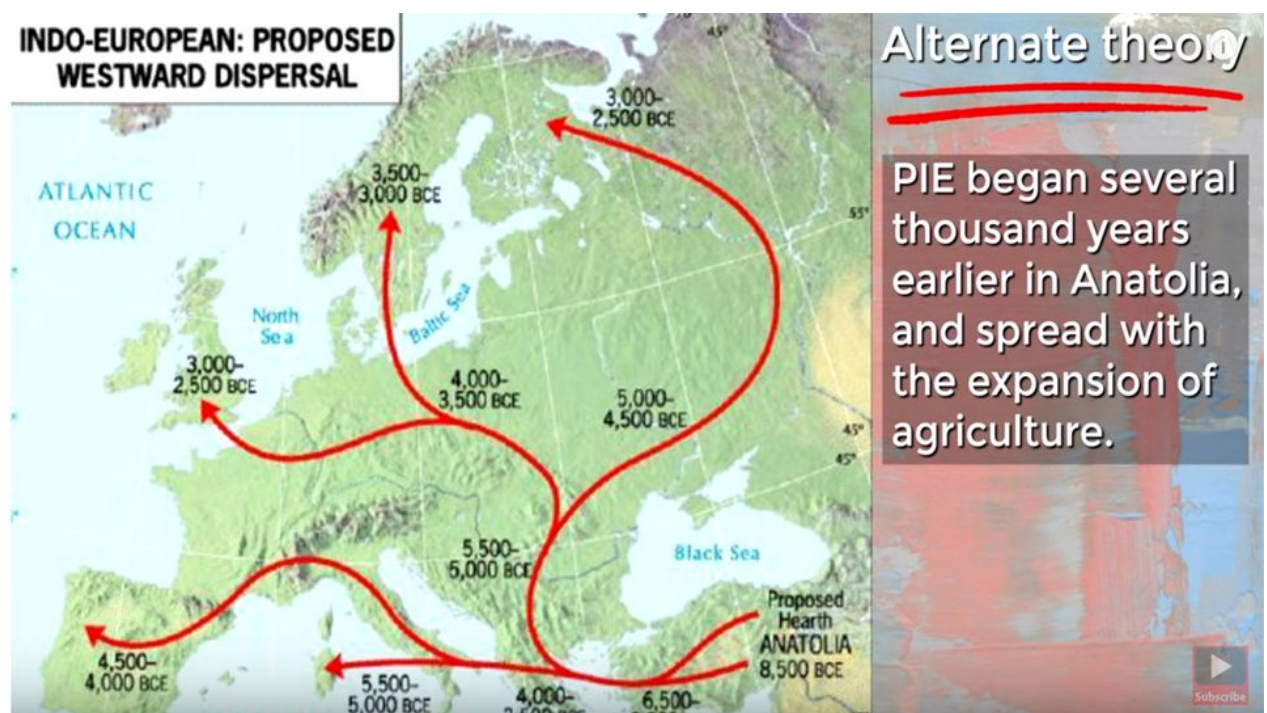 INDO-EUROPEAN: PROPOSED
WESTWARD DISPERSAL
Alternate theory
PIE began several
thousand years
earlier in Anatolia,
and spread with
the expansion of
agriculture.
45°
3,000–
2,500 BCE
3,500–
3,000 BCE
ATLANTIC
OCEAN
55°
North
Sea
Baltic Sea
3,000–
2,500 BCE
4,000–
3,500 BCE
5,000–
4,500 BCE
45°
45°
5,500–
5,000 BCE
Black Sea
Proposed
Hearth
ANATOLIA
8,500 BCE
4,500–
4,000 BCE
5,500–
5,000 BCE
4,000–
6,500–
Subscribe